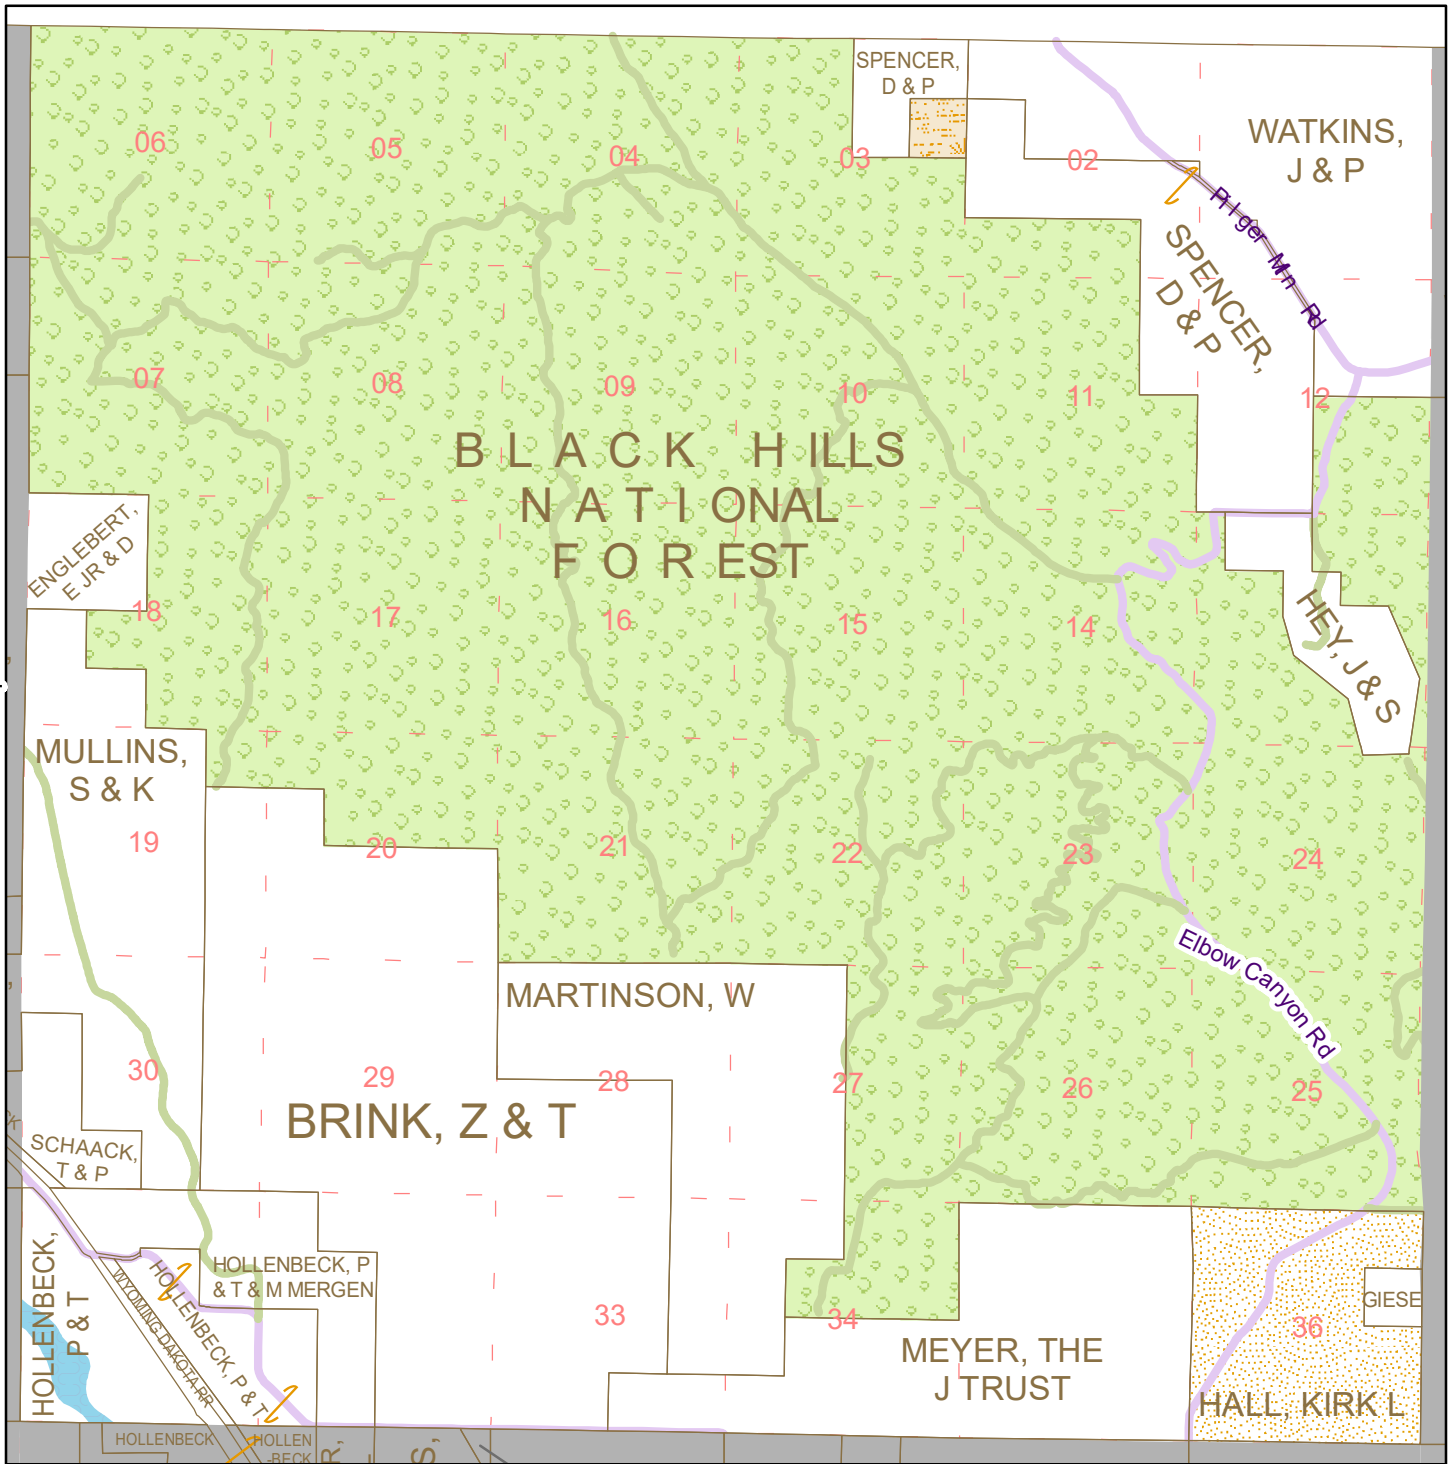 SPENCER,
D & P
06
05
04
03
02
WATKINS,
J & P
Pilger Mtn Rd
SPENCER,
D & P
07
08
09
10
11
12
BLACK HILLS
NATIONAL
FOREST
ENGLEBERT,
E JR & D
18
17
16
15
14
HEY, J & S
MULLINS,
S & K
19
20
21
22
23
24
Elbow Canyon Rd
MARTINSON, W
30
29
28
27
26
25
BRINK, Z & T
SCHAACK,
T & P
HOLLENBECK,
P & T
WYOMING DAKOTA RR
HOLLENBECK, P & T
HOLLENBECK, P
& T & M MERGEN
33
34
36
GIESE
MEYER, THE
J TRUST
HALL, KIRK L
HOLLENBECK
HOLLEN
-BECK